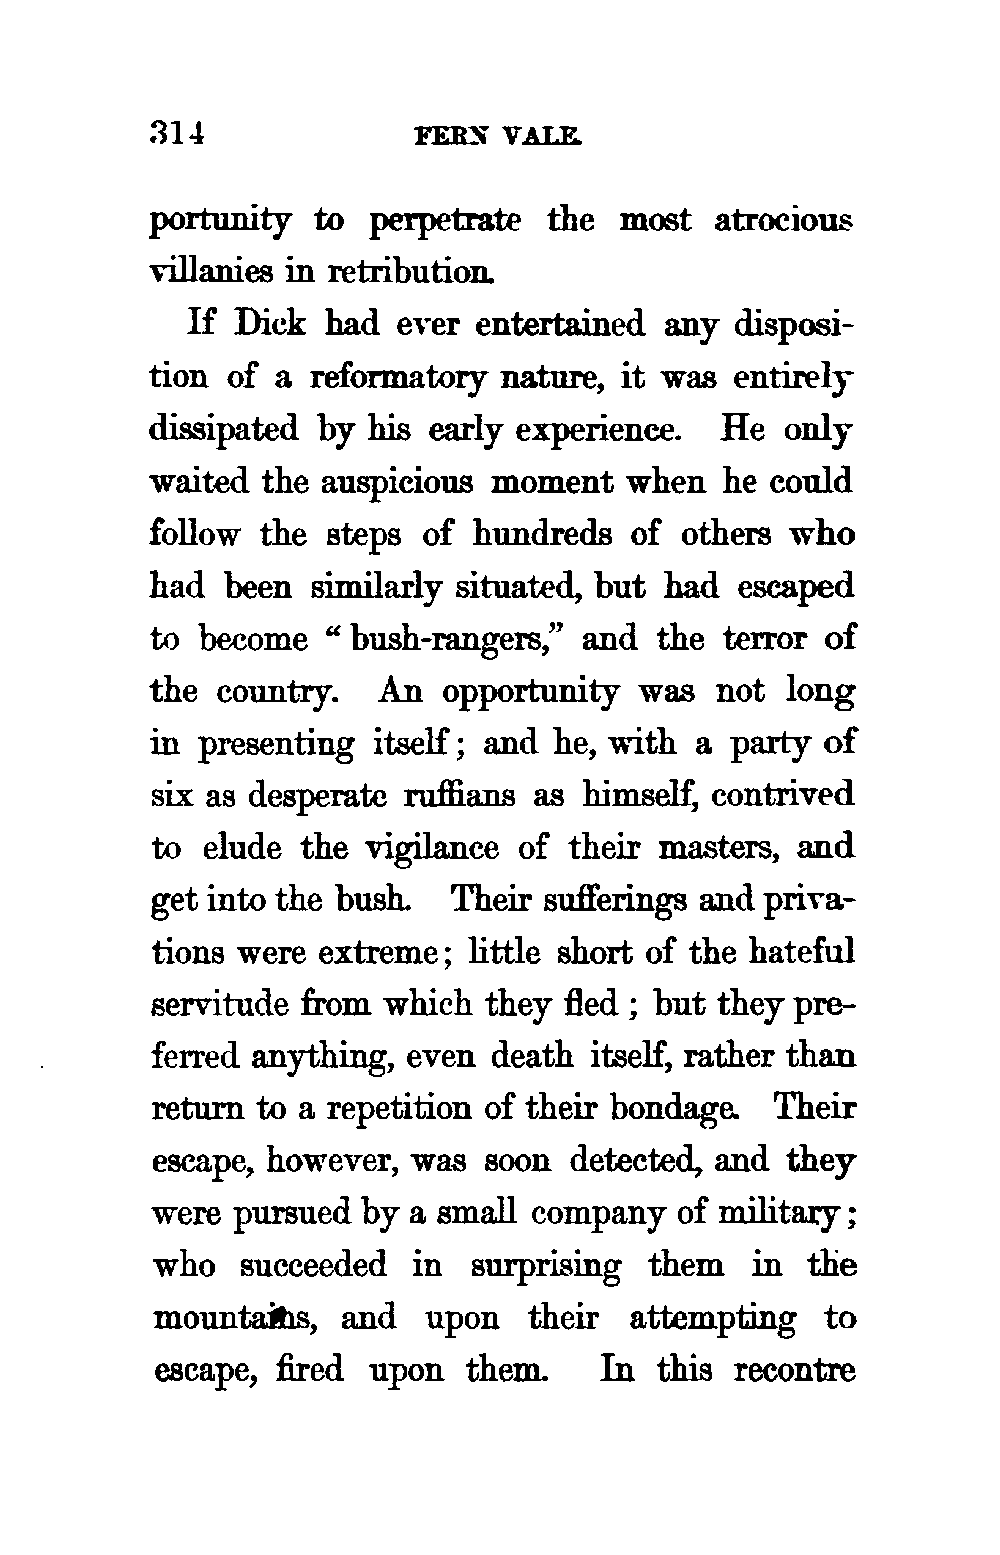 314 FERN VALE.
portunity to perpetrate the most atrocious
villanies in retribution.
If Dick had ever entertained any disposi-
tion of a reformatory nature, it was entirely
dissipated by his early experience. He only
waited the auspicious moment when he could
follow the steps of hundreds of others who
had been similarly situated, but had escaped
to become “ bush-rangers,” and the terror of
the country. An opportunity was not long
in presenting itself ; and he, with a party of
six as desperate ruffians as himself, contrived
to elude the vigilance of their masters, and
get into the bush. Their sufferings and priva-
tions were extreme ; little short of the hateful
servitude from which they fled ; but they pre-
ferred anything, even death itself, rather than
return to a repetition of their bondage. Their
escape, however, was soon detected, and they
were pursued by a small company of military ;
who succeeded in surprising them in the
mountains, and upon their attempting to
escape, fired upon them. In this recontre